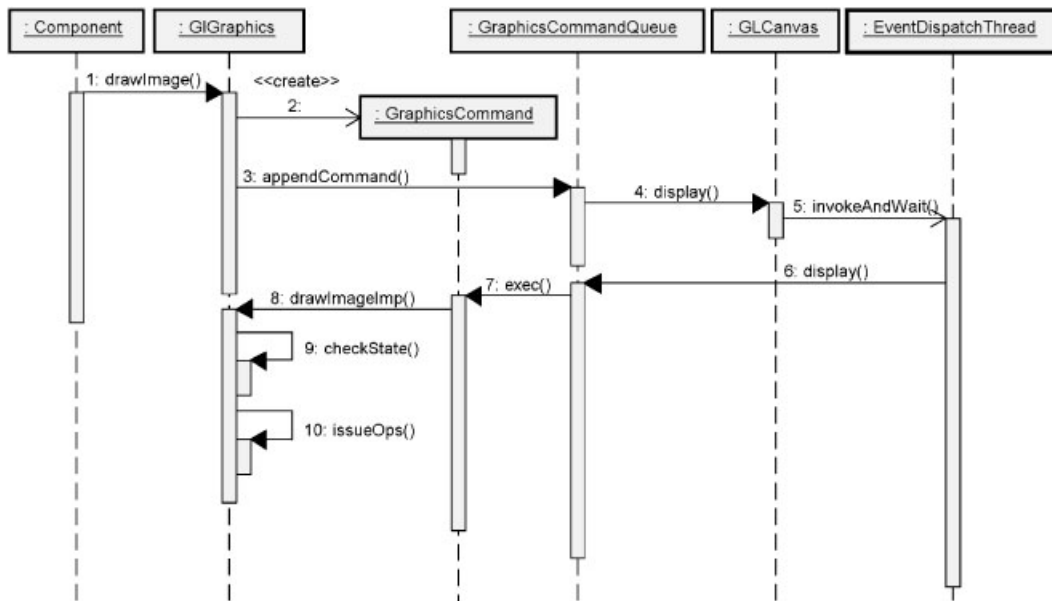 : Component
: GlGraphics
: GraphicsCommandQueue
: GLCanvas
: EventDispatchThread
1: drawImage()
<<create>>
2:
: GraphicsCommand
3: appendCommand()
4: display()
5: invokeAndWait()
6: display()
7: exec()
8: drawImageImp()
9: checkState()
10: issueOps()